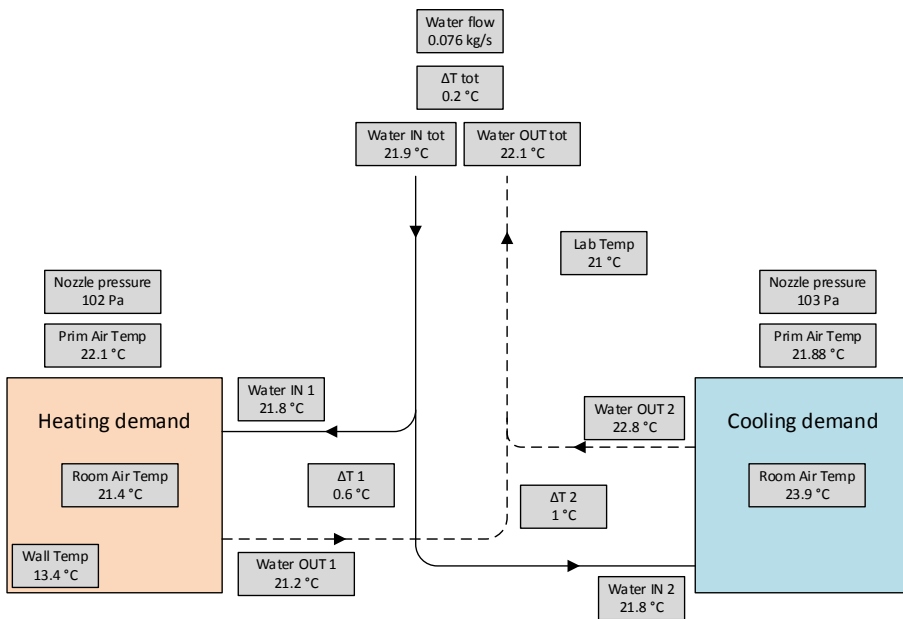 Water flow
0.076 kg/s
ΔT tot
0.2 °C
Water IN tot
21.9 °C
Water OUT tot
22.1 °C
Lab Temp
21 °C
Nozzle pressure
102 Pa
Prim Air Temp
22.1 °C
Nozzle pressure
103 Pa
Prim Air Temp
21.88 °C
Heating demand
Room Air Temp
21.4 °C
Wall Temp
13.4 °C
Water IN 1
21.8 °C
ΔT 1
0.6 °C
Water OUT 1
21.2 °C
Water OUT 2
22.8 °C
ΔT 2
1 °C
Water IN 2
21.8 °C
Cooling demand
Room Air Temp
23.9 °C